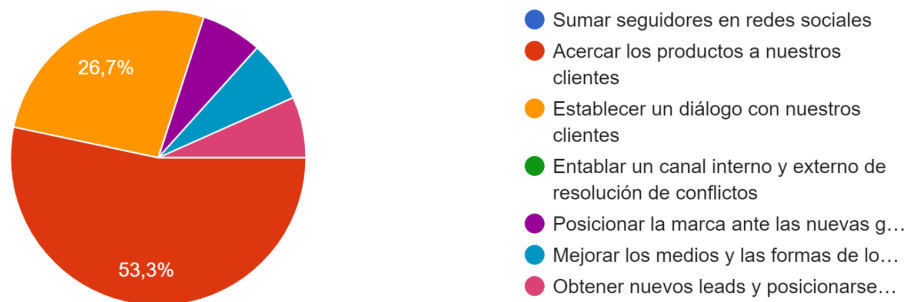 26,7%
53,3%
Sumar seguidores en redes sociales
Acercar los productos a nuestros
clientes
Establecer un diálogo con nuestros
clientes
Entablar un canal interno y externo de
resolución de conflictos
Posicionar la marca ante las nuevas g…
Mejorar los medios y las formas de lo…
Obtener nuevos leads y posicionarse…